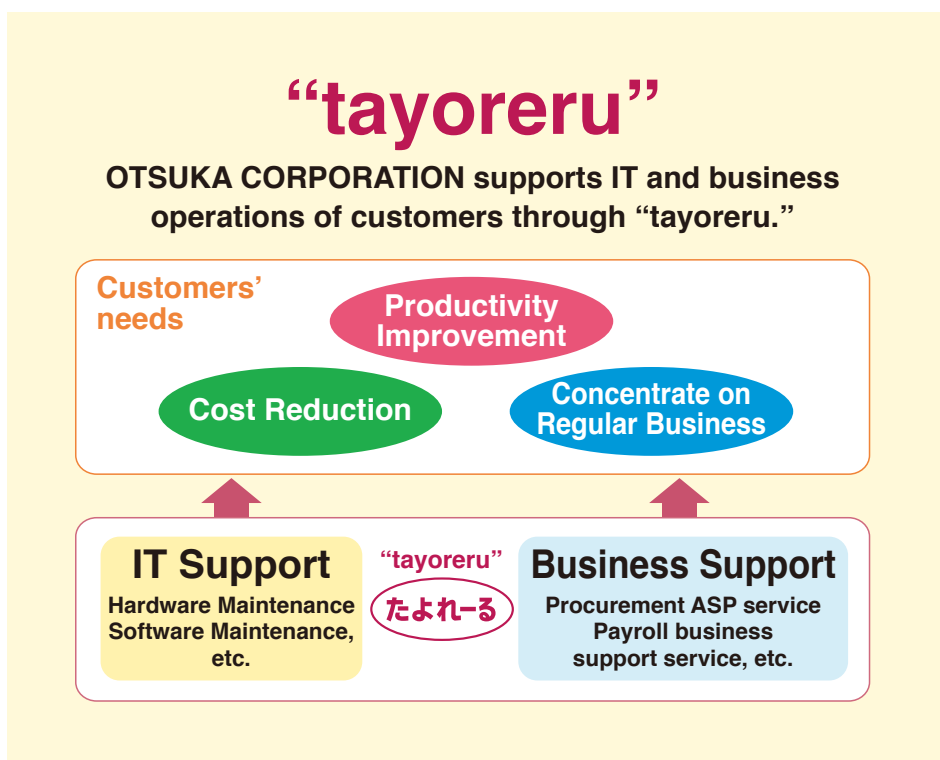 “tayoreru”
OTSUKA CORPORATION supports IT and business
operations of customers through “tayoreru.”
Customers’
needs
Productivity
Improvement
Cost Reduction
Concentrate on
Regular Business
IT Support
Hardware Maintenance
Software Maintenance,
etc.
“tayoreru”
たよれーる
Business Support
Procurement ASP service
Payroll business
support service, etc.